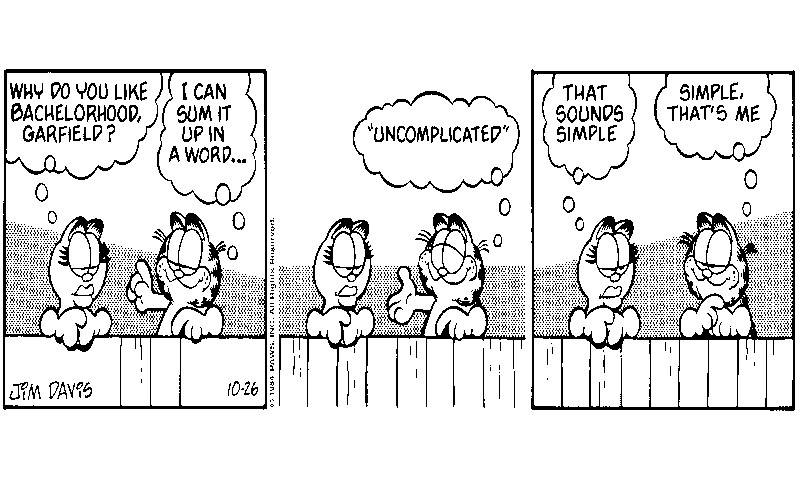 WHY DO YOU LIKE
BACHELORHOOD,
GARFIELD?
I CAN
SUM IT
UP IN
A WORD...
JIM DAVIS
10-26
"UNCOMPLICATED"
THAT
SOUNDS
SIMPLE
SIMPLE,
THAT'S ME